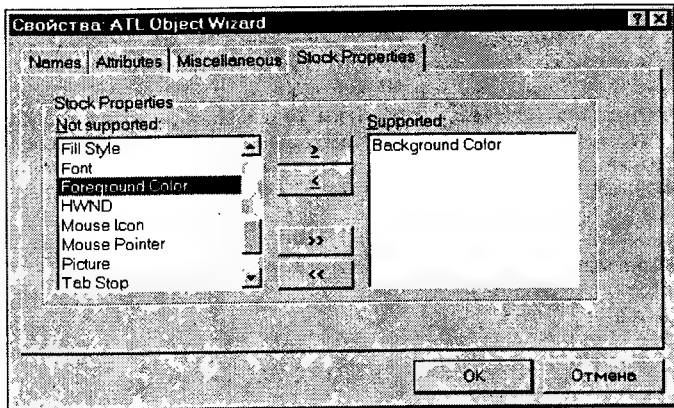 Свойства: ATL Object Wizard
Names Attributes Miscellaneous Stock Properties
Stock Properties
Not supported:
Supported:
Fill Style
Font
Foreground Color
HWND
Mouse Icon
Mouse Pointer
Picture
Tab Stop
>
<
>>
<<
Background Color
OK
Отмена